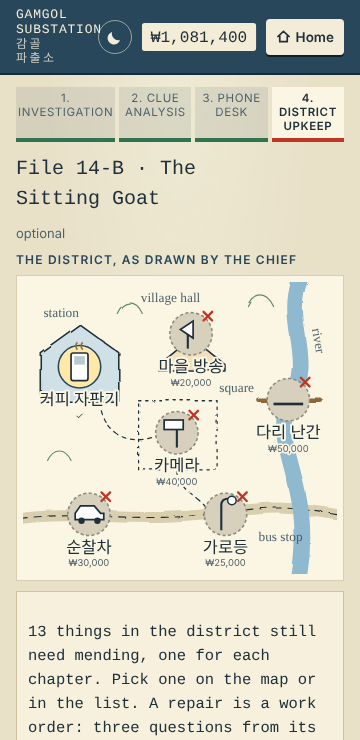 GAMGOL
SUBSTATION
감골
파출소
₩1,081,400
Home
1.
INVESTIGATION
2. CLUE
ANALYSIS
3. PHONE
DESK
4.
DISTRICT
UPKEEP
File 14-B · The
Sitting Goat
optional
THE DISTRICT, AS DRAWN BY THE CHIEF
village hall
station
river
마을 방송
₩20,000
square
커피 자판기
다리 난간
₩50,000
카메라
₩40,000
bus stop
순찰차
₩30,000
가로등
₩25,000
13 things in the district still
need mending, one for each
chapter. Pick one on the map or
in the list. A repair is a work
order: three questions from its